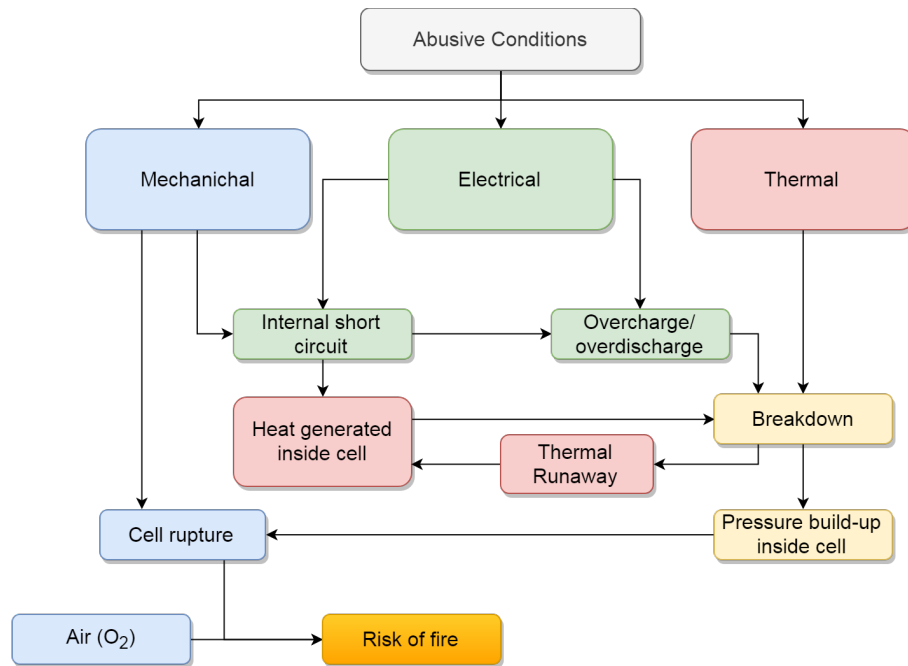 Abusive Conditions
Mechanichal
Electrical
Thermal
Internal short
circuit
Overcharge/
overdischarge
Heat generated
inside cell
Thermal
Runaway
Breakdown
Cell rupture
Pressure build-up
inside cell
Air (O₂)
Risk of fire